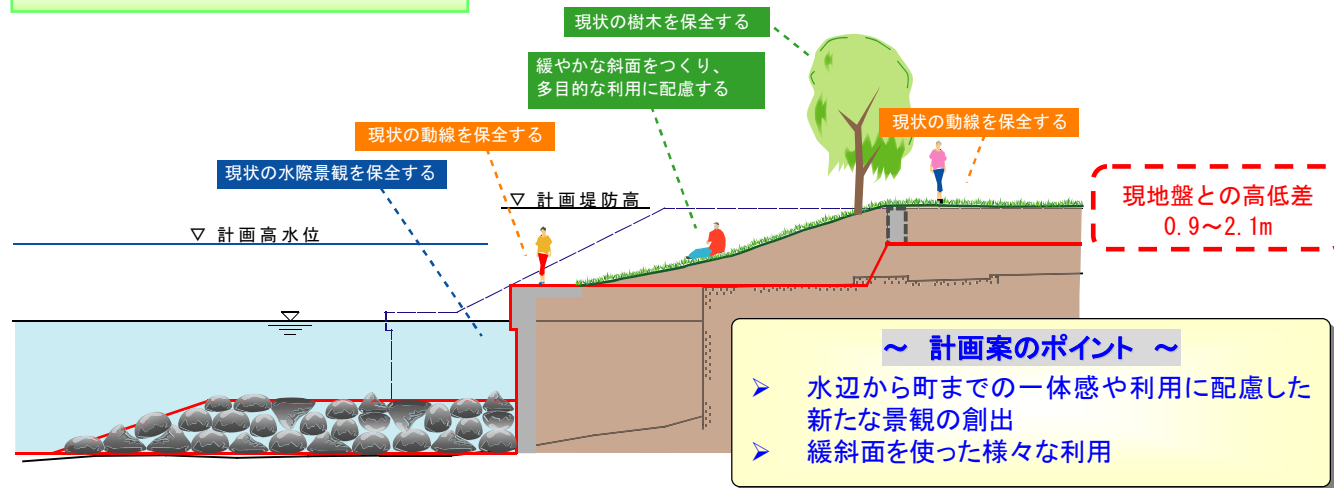 現状の樹木を保全する
緩やかな斜面をつくり、
多目的な利用に配慮する
現状の動線を保全する
現状の動線を保全する
現状の水際景観を保全する
▽ 計画堤防高
▽ 計画高水位
現地盤との高低差
0.9～2.1m
～ 計画案のポイント ～
➢ 水辺から町までの一体感や利用に配慮した
新たな景観の創出
➢ 緩斜面を使った様々な利用